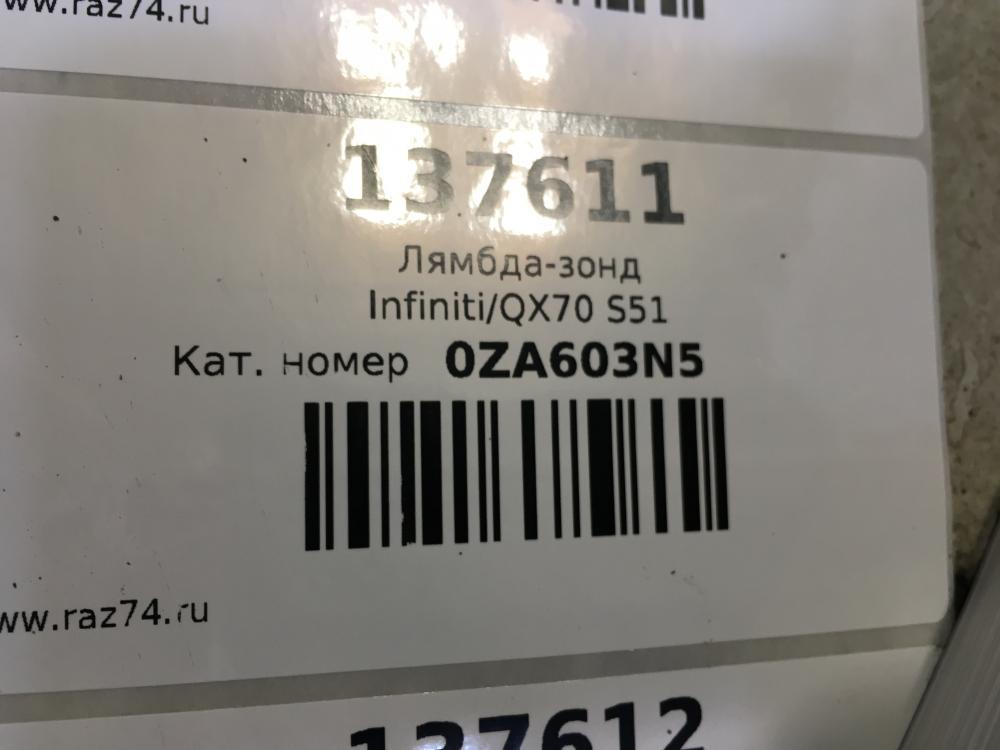 www.raz74.ru
137611
Лямбда-зонд
Infiniti/QX70 S51
Кат. номер 0ZA603N5
www.raz74.ru
137612